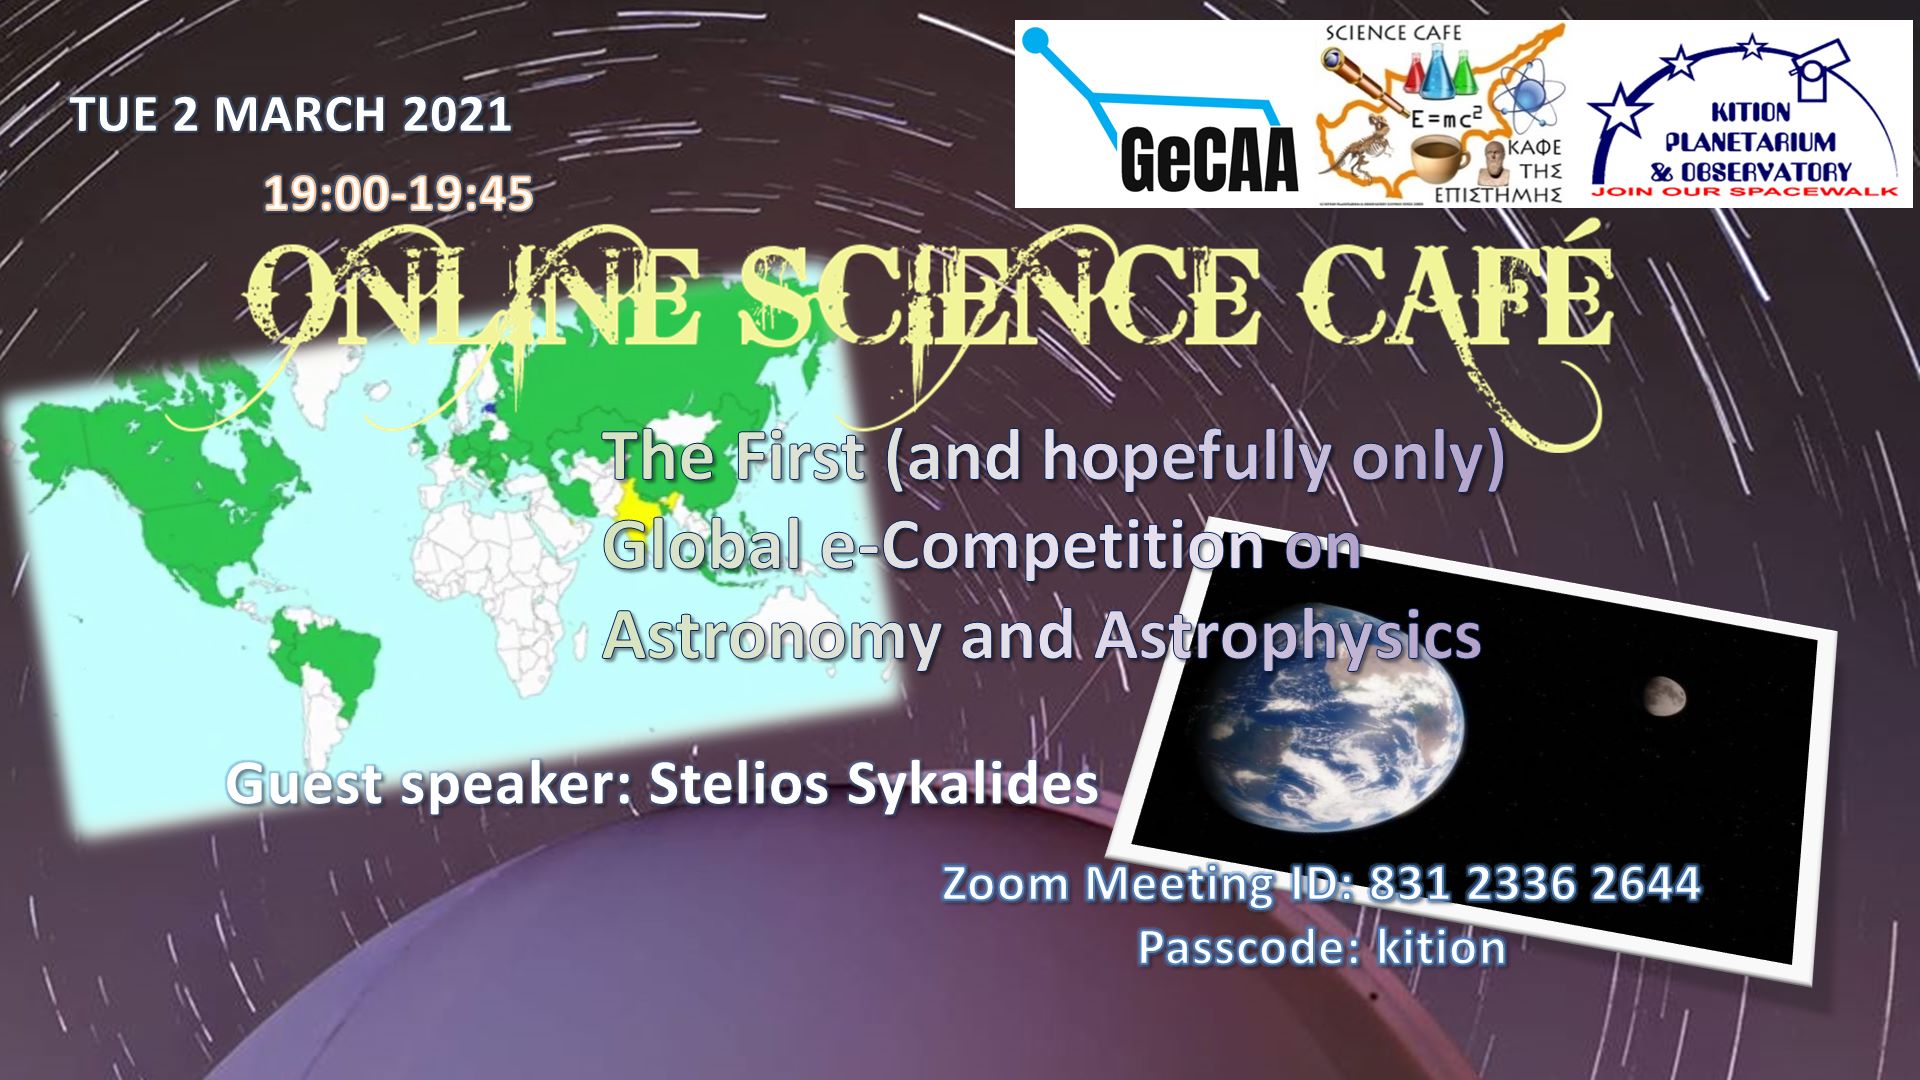 TUE 2 MARCH 2021
19:00-19:45
GeCAA
SCIENCE CAFE
E=mc²
ΚΑΦΕ
ΤΗΣ
ΕΠΙΣΤΗΜΗΣ
KITION
PLANETARIUM
& OBSERVATORY
JOIN OUR SPACEWALK
ONLINE SCIENCE CAFÉ
The First (and hopefully only)
Global e-Competition on
Astronomy and Astrophysics
Guest speaker: Stelios Sykalides
Zoom Meeting ID: 831 2336 2644
Passcode: kition